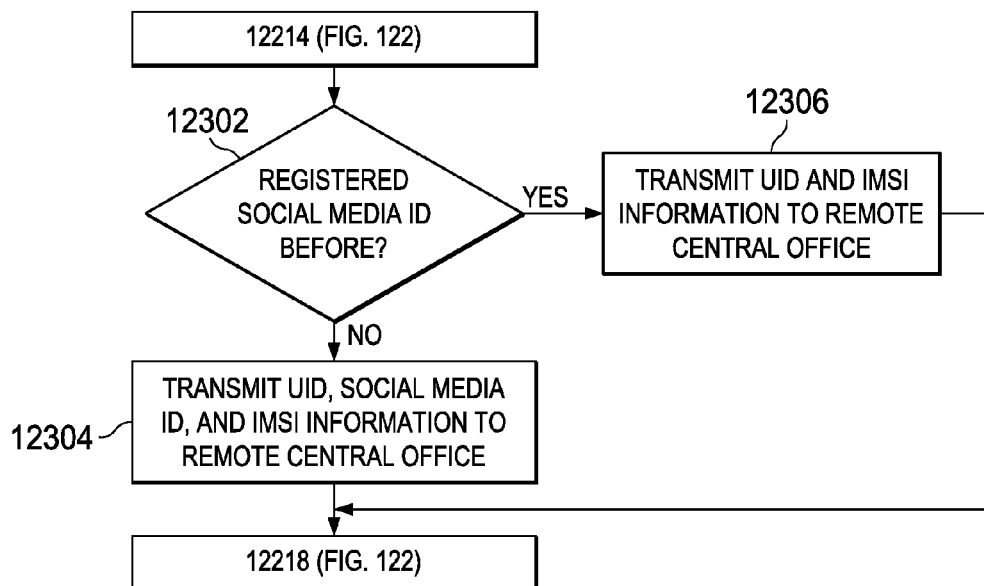 12214 (FIG. 122)
12302
REGISTERED
SOCIAL MEDIA ID
BEFORE?
YES
12306
TRANSMIT UID AND IMSI
INFORMATION TO REMOTE
CENTRAL OFFICE
NO
12304
TRANSMIT UID, SOCIAL MEDIA
ID, AND IMSI INFORMATION TO
REMOTE CENTRAL OFFICE
12218 (FIG. 122)